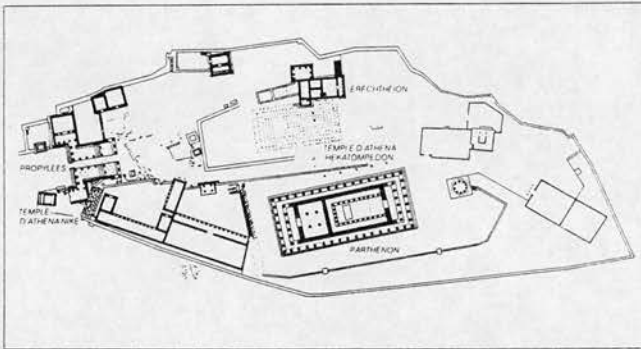 ERECHTHEION
TEMPLE D'ATHENA
HEKATOMPEDON
PROPYLEES
TEMPLE
D'ATHENA NIKE
PARTHENON